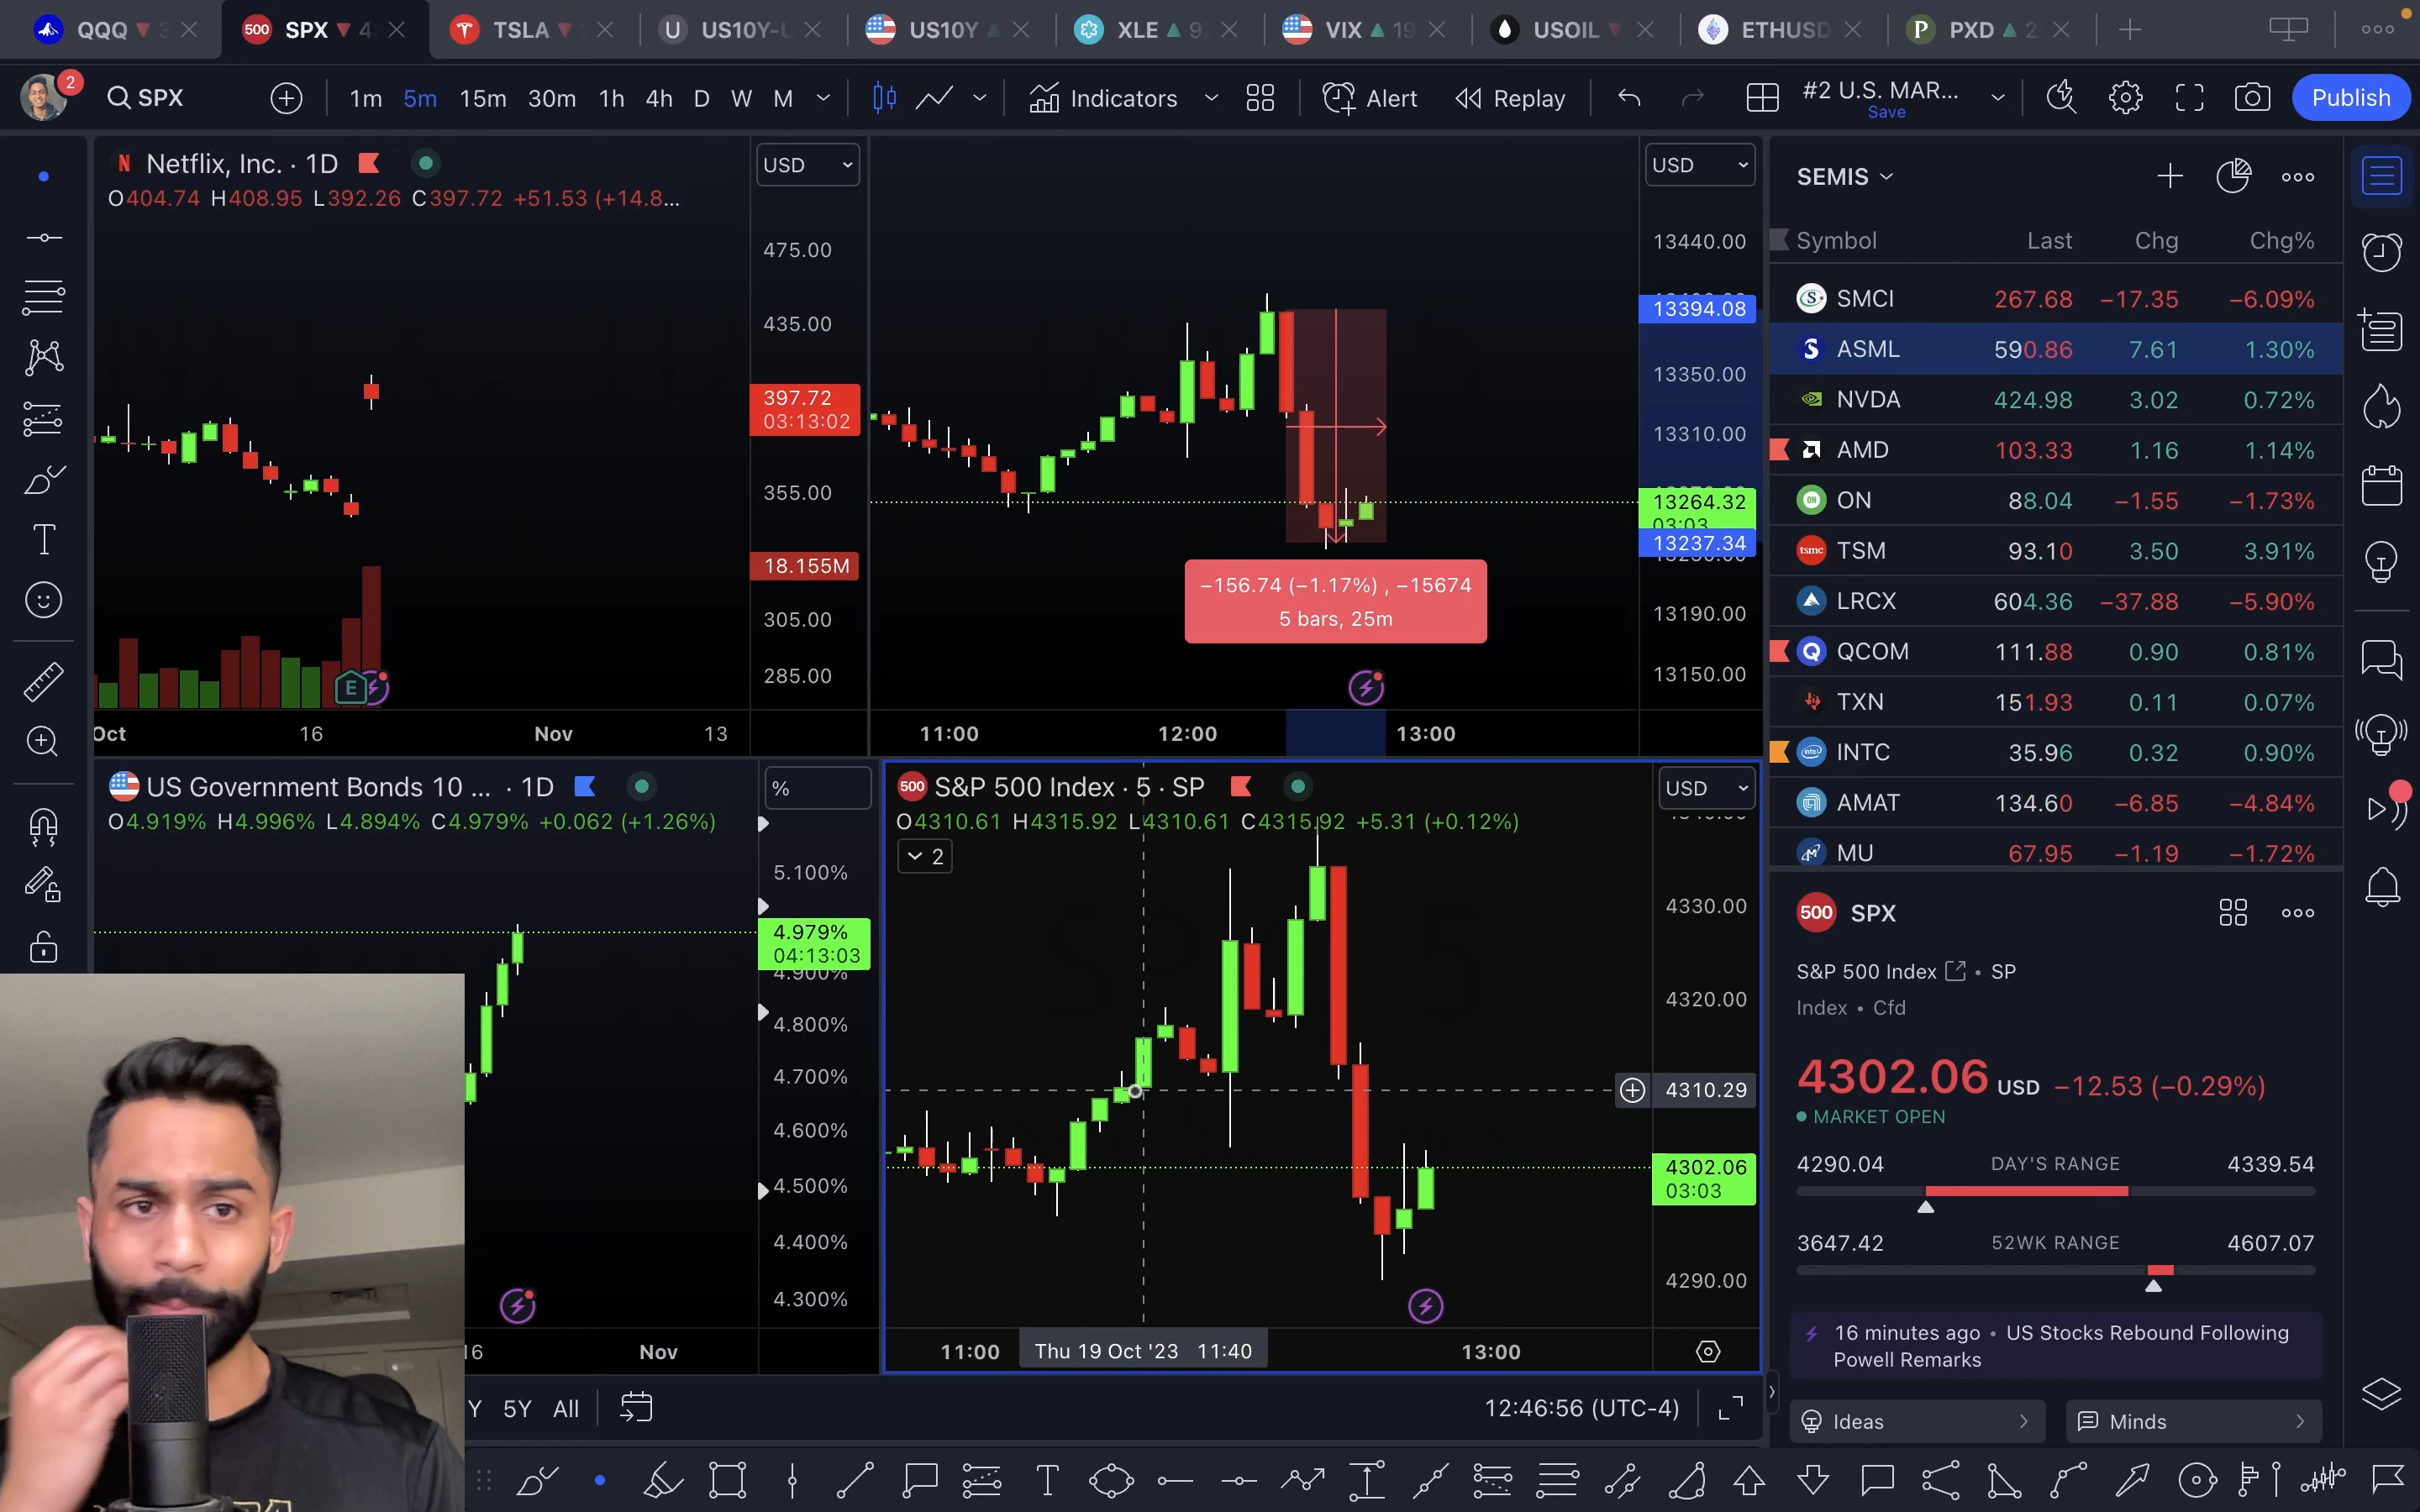 QQQ
SPX
TSLA
US10Y-U
US10Y
XLE
VIX 19
USOIL
ETHUSD
PXD 2
2
SPX
1m 5m 15m 30m 1h 4h D W M
Indicators
Alert
Replay
#2 U.S. MAR...
Save
Publish
Netflix, Inc. · 1D
O404.74 H408.95 L392.26 C397.72 +51.53 (+14.8...
USD
475.00
435.00
397.72
03:13:02
355.00
18.155M
305.00
285.00
E
Oct 16 Nov 13
USD
13440.00
13394.08
13350.00
13310.00
13264.32
03:03
13237.34
13190.00
13150.00
−156.74 (−1.17%) , −15674
5 bars, 25m
11:00 12:00 13:00
US Government Bonds 10 ... · 1D
O4.919% H4.996% L4.894% C4.979% +0.062 (+1.26%)
%
5.100%
4.979%
04:13:03
4.900%
4.800%
4.700%
4.600%
4.500%
4.400%
4.300%
16 Nov
500 S&P 500 Index · 5 · SP
O4310.61 H4315.92 L4310.61 C4315.92 +5.31 (+0.12%)
2
USD
4330.00
4320.00
4310.29
4302.06
03:03
4290.00
11:00 Thu 19 Oct '23 11:40 13:00
Y 5Y All
12:46:56 (UTC-4)
SEMIS
Symbol Last Chg Chg%
SMCI 267.68 −17.35 −6.09%
ASML 590.86 7.61 1.30%
NVDA 424.98 3.02 0.72%
AMD 103.33 1.16 1.14%
ON 88.04 −1.55 −1.73%
TSM 93.10 3.50 3.91%
LRCX 604.36 −37.88 −5.90%
QCOM 111.88 0.90 0.81%
TXN 151.93 0.11 0.07%
INTC 35.96 0.32 0.90%
AMAT 134.60 −6.85 −4.84%
MU 67.95 −1.19 −1.72%
500 SPX
S&P 500 Index • SP
Index • Cfd
4302.06 USD −12.53 (−0.29%)
MARKET OPEN
4290.04 DAY'S RANGE 4339.54
3647.42 52WK RANGE 4607.07
16 minutes ago • US Stocks Rebound Following
Powell Remarks
Ideas
Minds